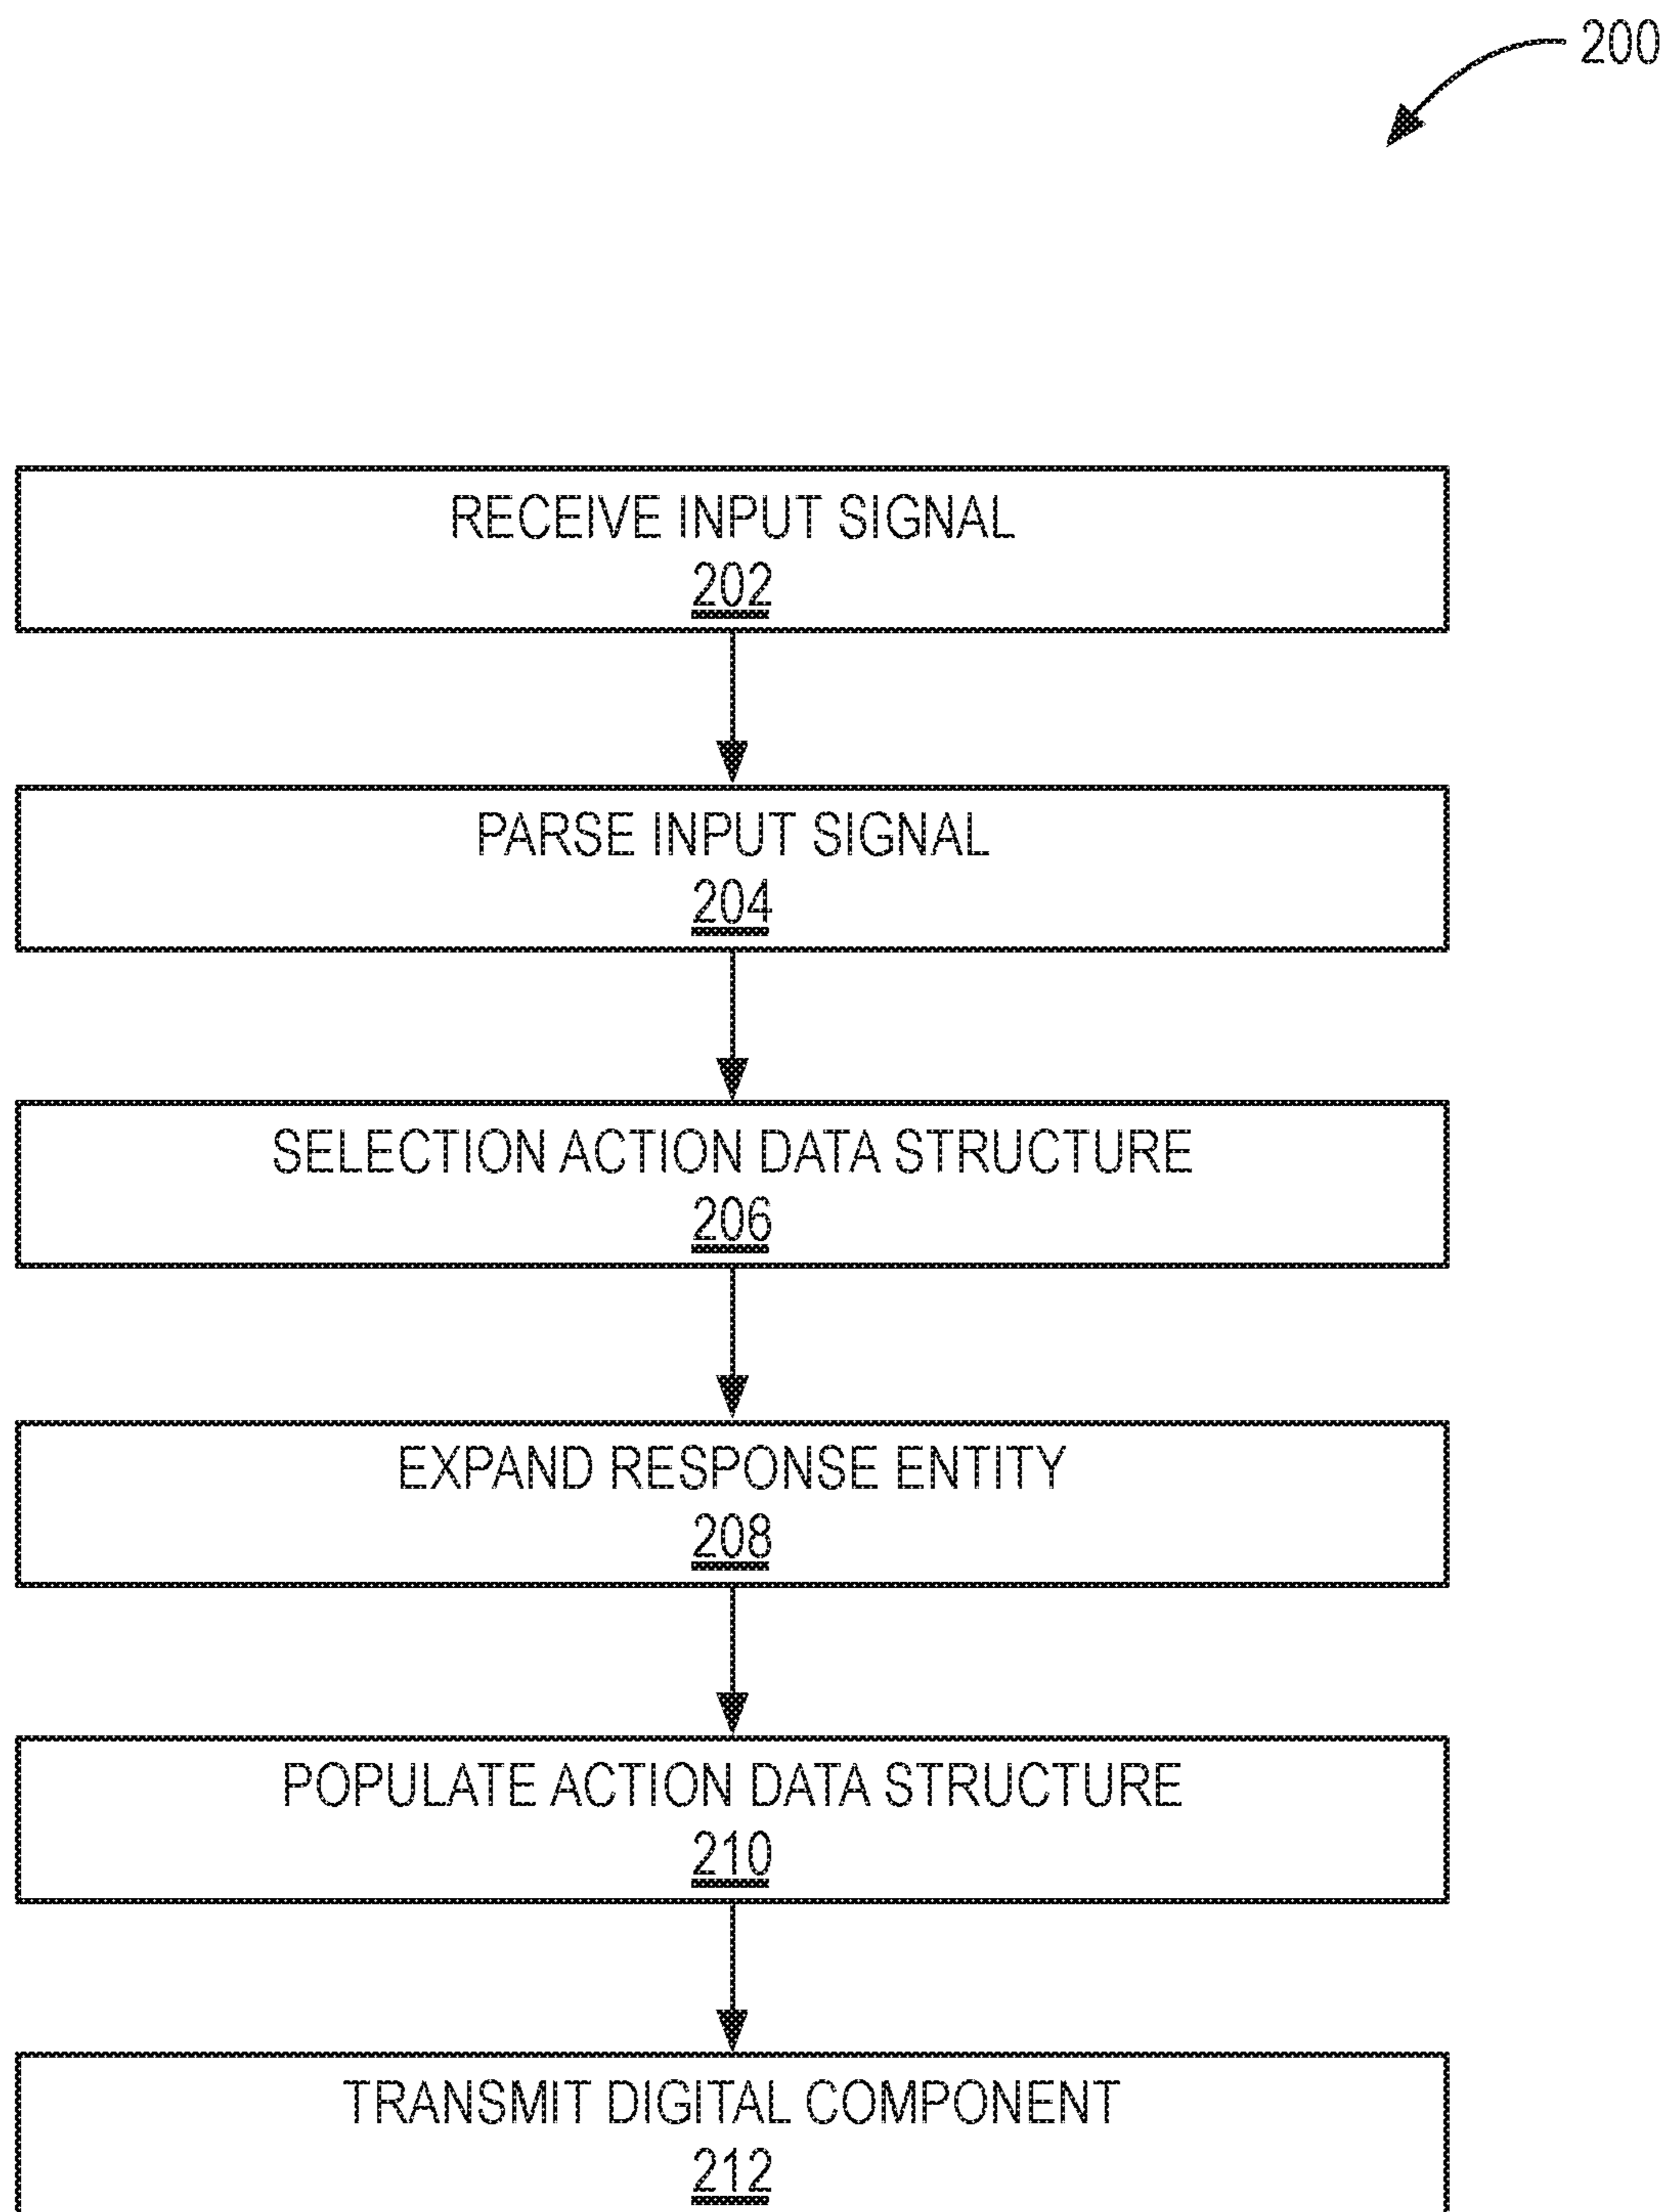 200
RECEIVE INPUT SIGNAL
202
PARSE INPUT SIGNAL
204
SELECTION ACTION DATA STRUCTURE
206
EXPAND RESPONSE ENTITY
208
POPULATE ACTION DATA STRUCTURE
210
TRANSMIT DIGITAL COMPONENT
212